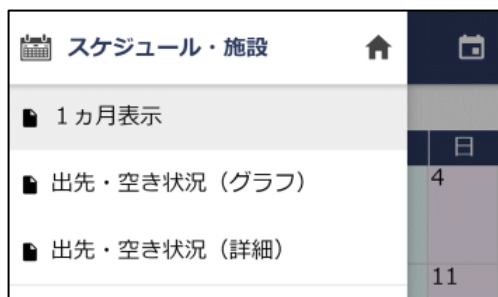 スケジュール・施設
1ヵ月表示
日
出先・空き状況（グラフ）
4
出先・空き状況（詳細）
11